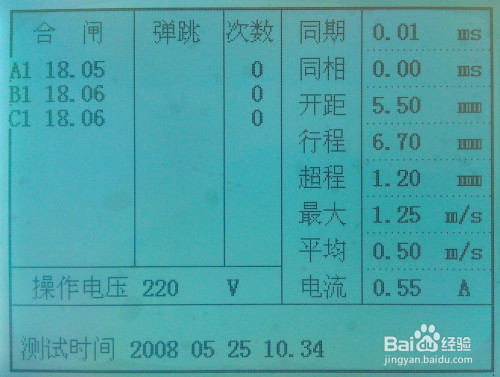 合 闸 弹跳 次数 同期 0.01 ms
A1 18.05 0 同相 0.00 ms
B1 18.06 0 开距 5.50 mm
C1 18.06 0 行程 6.70 mm
超程 1.20 mm
最大 1.25 m/s
平均 0.50 m/s
操作电压 220 V 电流 0.55 A
测试时间 2008 05 25 10.34
Bai du 经验
jingyan.baidu.com